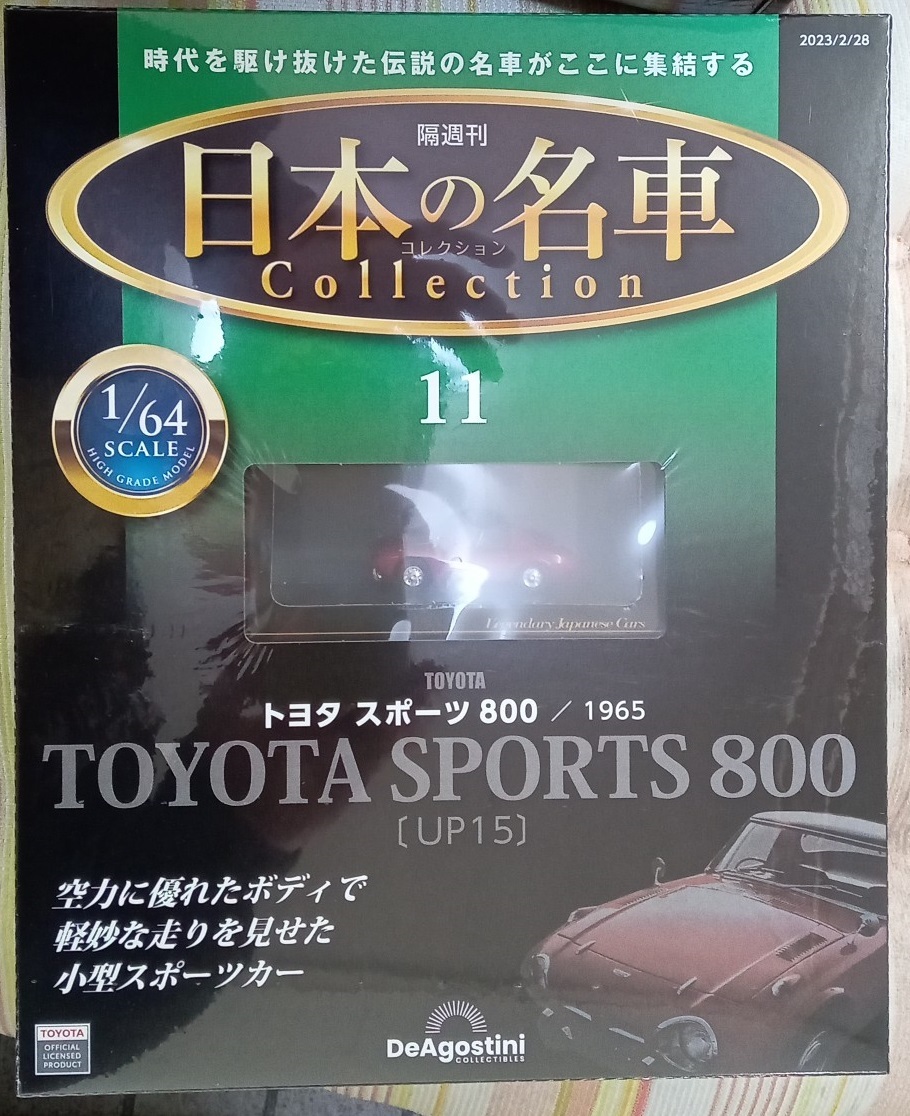 2023/2/28
時代を駆け抜けた伝説の名車がここに集結する
隔週刊
日本の名車
コレクション
Collection
11
1/64
SCALE
HIGH GRADE MODEL
Legendary Japanese Cars
TOYOTA
トヨタ スポーツ 800 / 1965
TOYOTA SPORTS 800
〔UP15〕
空力に優れたボディで
軽妙な走りを見せた
小型スポーツカー
TOYOTA
OFFICIAL
LICENSED
PRODUCT
DeAgostini
COLLECTIBLES